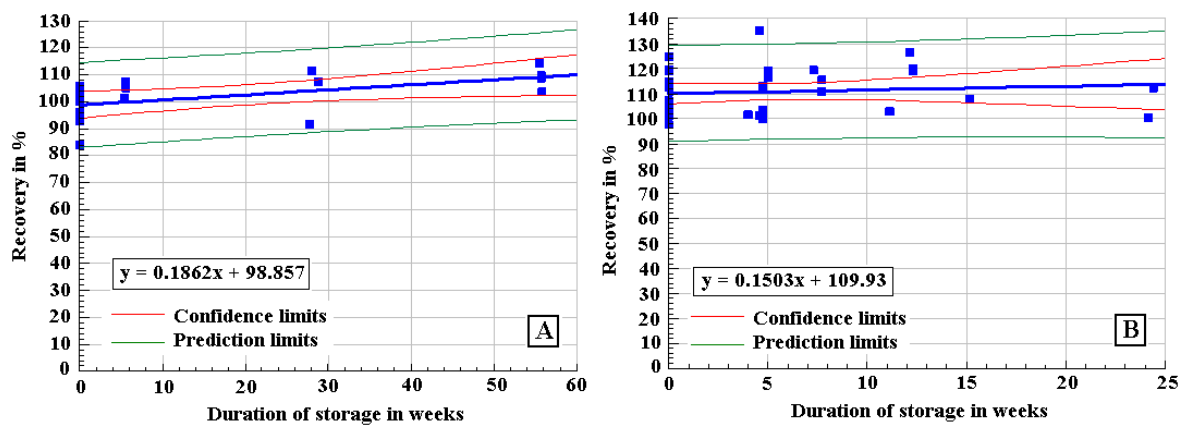 130
120
110
100
90
80
70
60
50
40
30
20
10
0
Recovery in %
y = 0.1862x + 98.857
Confidence limits
Prediction limits
A
0 10 20 30 40 50 60
Duration of storage in weeks
140
130
120
110
100
90
80
70
60
50
40
30
20
10
0
Recovery in %
y = 0.1503x + 109.93
Confidence limits
Prediction limits
B
0 5 10 15 20 25
Duration of storage in weeks